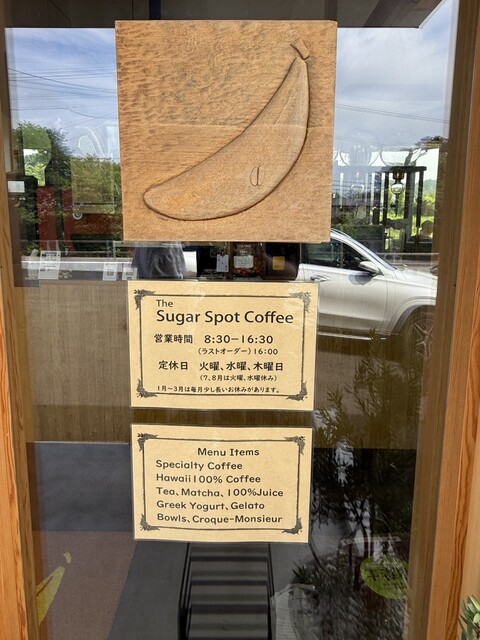 The
Sugar Spot Coffee
営業時間 8:30-16:30
(ラストオーダー)16:00
定休日 火曜、水曜、木曜日
(7、8月は火曜、水曜休み)
1月~3月は毎月少し長いお休みがあります。
Menu Items
Specialty Coffee
Hawaii100% Coffee
Tea、Matcha、100%Juice
Greek Yogurt、Gelato
Bowls、Croque-Monsieur